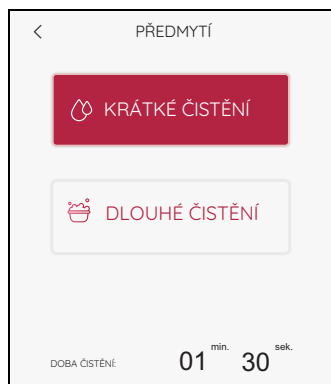 PŘEDMYTÍ
KRÁTKÉ ČISTĚNÍ
DLOUHÉ ČISTĚNÍ
DOBA ČISTĚNÍ: 01 min. 30 sek.